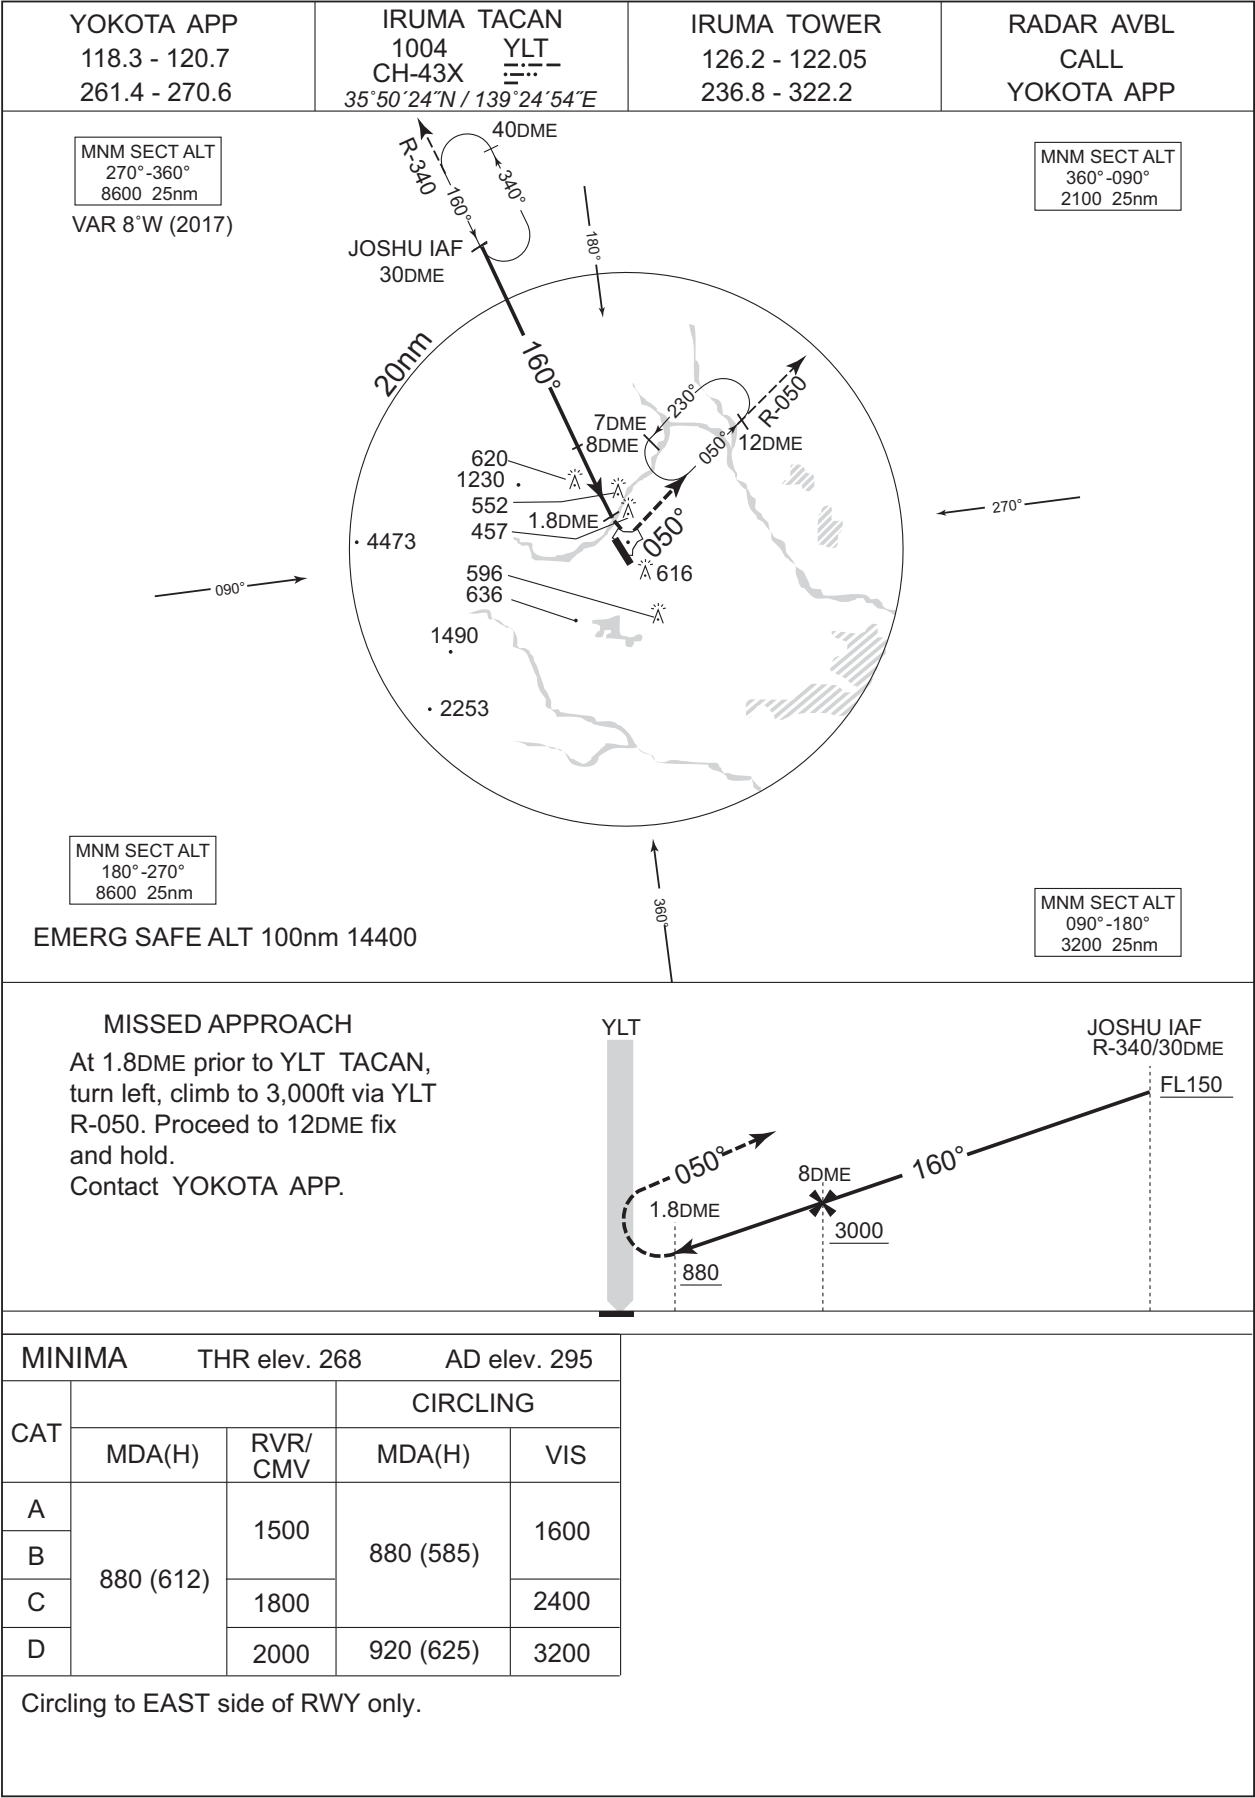 YOKOTA APP
118.3 - 120.7
261.4 - 270.6
IRUMA TACAN
1004 YLT
CH-43X
35°50´24˝N / 139°24´54˝E
IRUMA TOWER
126.2 - 122.05
236.8 - 322.2
RADAR AVBL
CALL
YOKOTA APP
MNM SECT ALT
270°-360°
8600 25nm
VAR 8°W (2017)
MNM SECT ALT
360°-090°
2100 25nm
40DME
R-340
160°
340°
JOSHU IAF
30DME
180°
20nm
160°
230°
R-050
7DME
8DME
050°
12DME
620
1230
552
1.8DME
457
050°
4473
270°
616
090°
596
636
1490
2253
360°
MNM SECT ALT
180°-270°
8600 25nm
EMERG SAFE ALT 100nm 14400
MNM SECT ALT
090°-180°
3200 25nm
MISSED APPROACH
At 1.8DME prior to YLT TACAN,
turn left, climb to 3,000ft via YLT
R-050. Proceed to 12DME fix
and hold.
Contact YOKOTA APP.
YLT
JOSHU IAF
R-340/30DME
FL150
050°
160°
8DME
1.8DME
3000
880
MINIMA THR elev. 268 AD elev. 295
CAT
CIRCLING
MDA(H)
RVR/
CMV
MDA(H)
VIS
A
B
C
D
880 (612)
1500
1800
2000
880 (585)
920 (625)
1600
2400
3200
Circling to EAST side of RWY only.